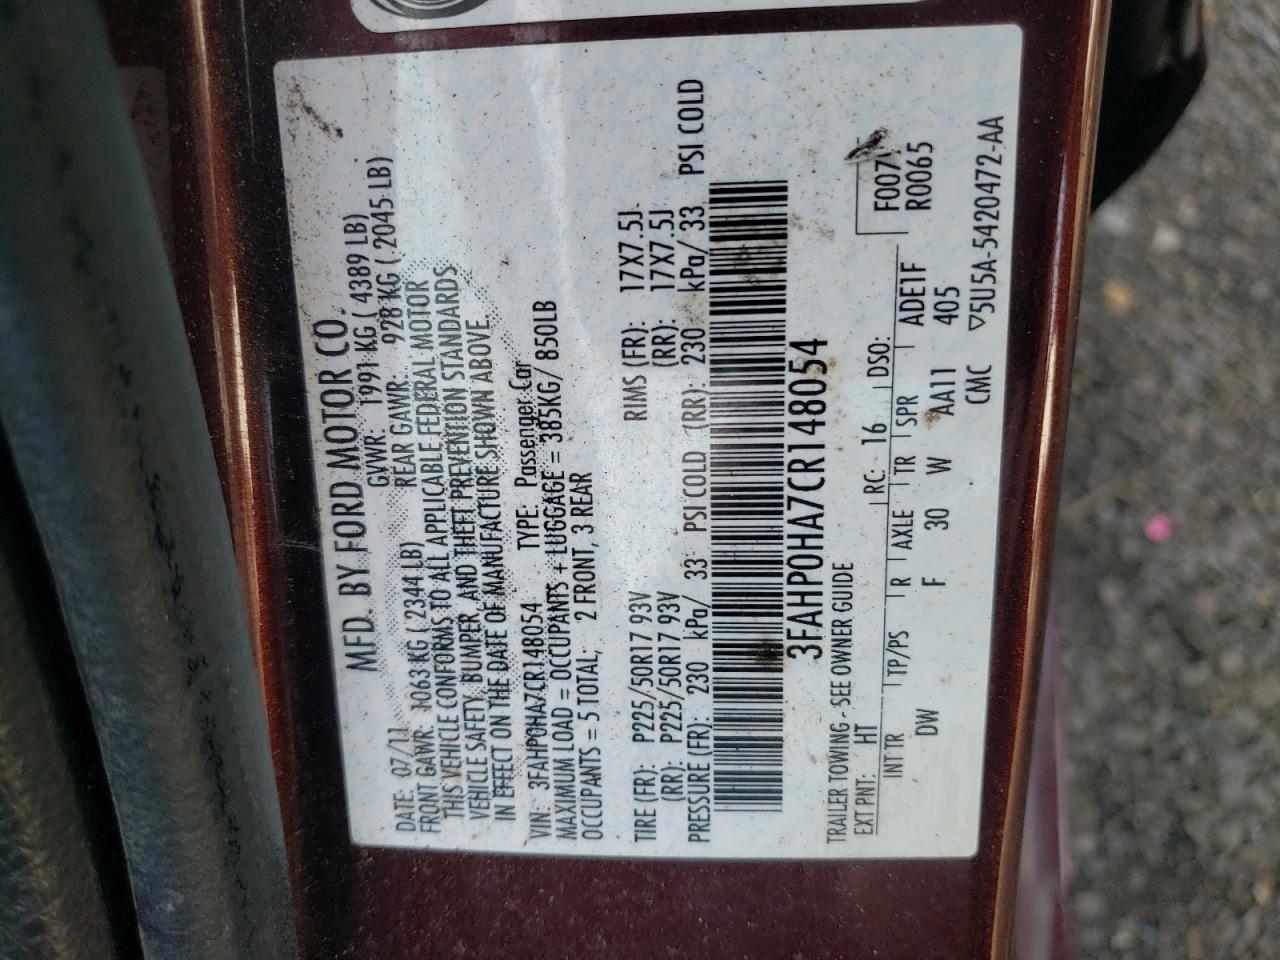 MFD. BY FORD MOTOR CO.
DATE: 07/11 GVWR: 1991 KG ( 4389 LB)
FRONT GAWR: 1063 KG ( 2344 LB) REAR GAWR: 928 KG ( 2045 LB)
THIS VEHICLE CONFORMS TO ALL APPLICABLE FEDERAL MOTOR
VEHICLE SAFETY, BUMPER, AND THEFT PREVENTION STANDARDS
IN EFFECT ON THE DATE OF MANUFACTURE SHOWN ABOVE
VIN: 3FAHP0HA7CR148054 TYPE: Passenger Car
MAXIMUM LOAD = OCCUPANTS + LUGGAGE = 385KG/ 850LB
OCCUPANTS = 5 TOTAL; 2 FRONT, 3 REAR
TIRE (FR): P225/50R17 93V RIMS (FR): 17X7.5J
(RR): P225/50R17 93V (RR): 17X7.5J
PRESSURE (FR): 230 kPa/ 33 PSI COLD (RR): 230 kPa/ 33 PSI COLD
3FAHP0HA7CR148054
TRAILER TOWING - SEE OWNER GUIDE
EXT PNT: HT RC: 16 DSO: F007
R0065
INT TR TP/PS R AXLE TR SPR ADE1F
DW F 30 W AA11 405
CMC ▽5U5A-5420472-AA